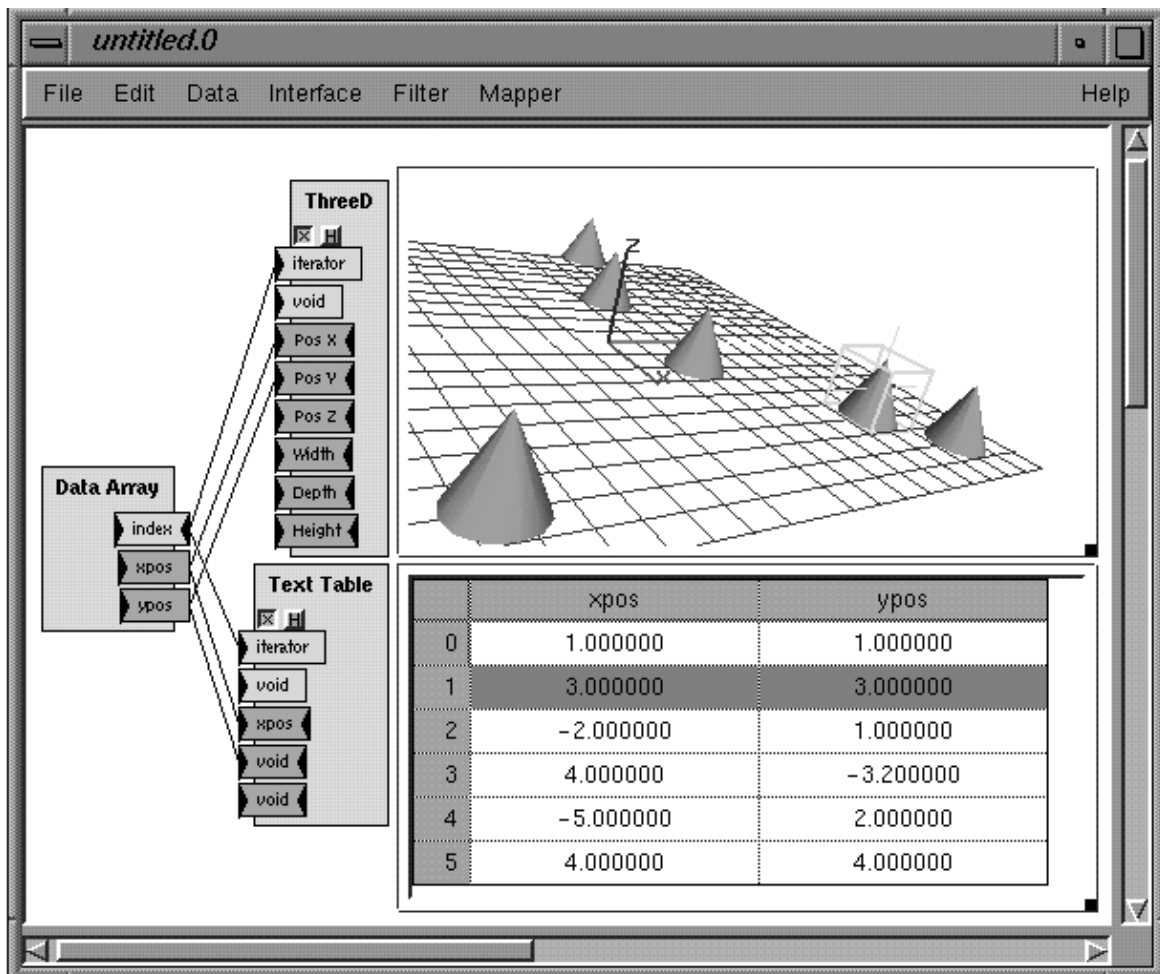 untitled.0
File Edit Data Interface Filter Mapper Help
ThreeD
X H
iterator
void
Pos X
Pos Y
Pos Z
Width
Depth
Height
Z
X
Data Array
index
xpos
ypos
Text Table
X H
iterator
void
xpos
void
void
xpos ypos
0 1.000000 1.000000
1 3.000000 3.000000
2 -2.000000 1.000000
3 4.000000 -3.200000
4 -5.000000 2.000000
5 4.000000 4.000000